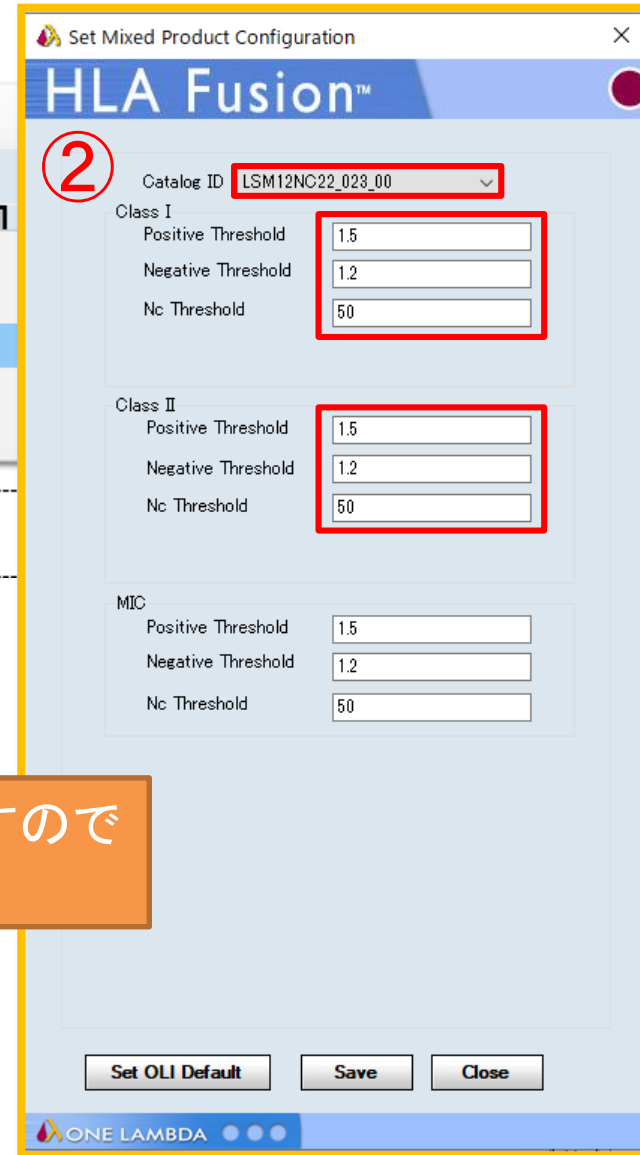 Set Mixed Product Configuration
HLA Fusion™
②
Catalog ID LSM12NC22_023_00
Class I
Positive Threshold 1.5
Negative Threshold 1.2
Nc Threshold 50
Class II
Positive Threshold 1.5
Negative Threshold 1.2
Nc Threshold 50
MIC
Positive Threshold 1.5
Negative Threshold 1.2
Nc Threshold 50
すので
Set OLI Default Save Close
ONE LAMBDA